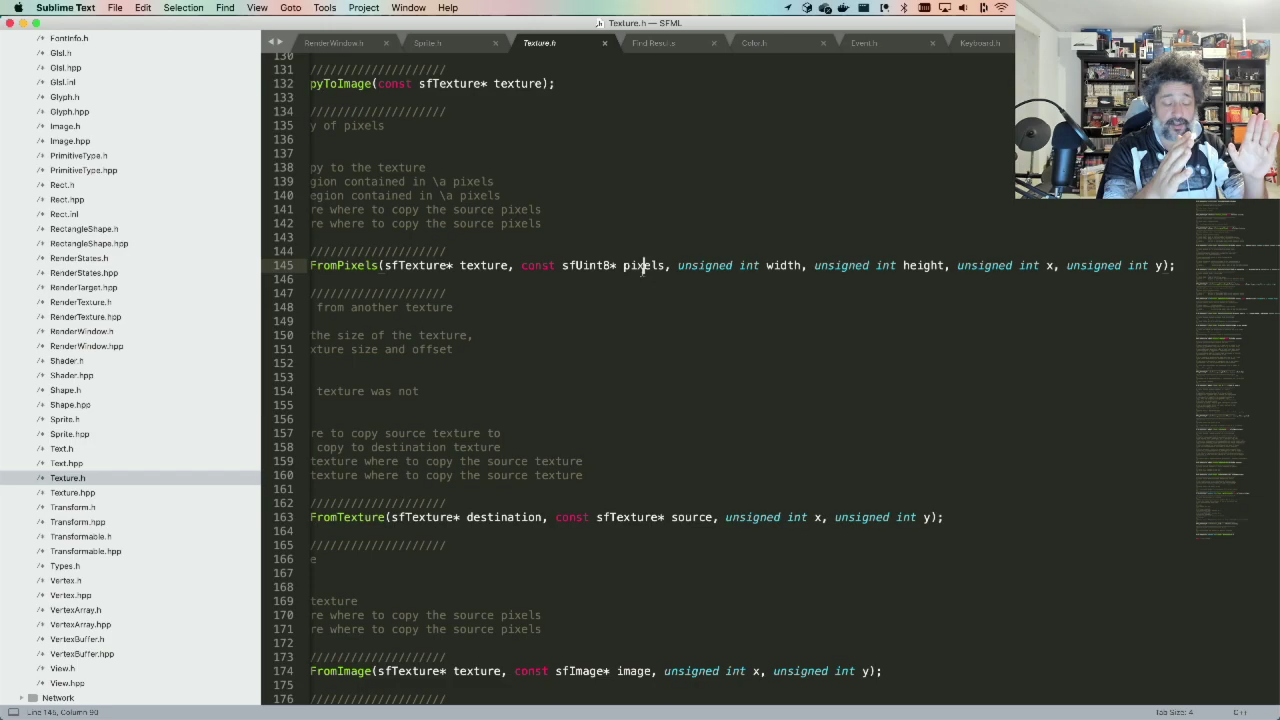 Sublime Text File Edit Selection Find View Goto Tools Project Window Help
Texture.h — SFML
RenderWindow.h Sprite.h Texture.h Find Results Color.h Event.h Keyboard.h
FontInfo.h
Glsl.h
Glsl.hpp
Glsl.inl
Glyph.h
Glyph.hpp
Image.h
Image.hpp
PrimitiveType.h
PrimitiveType.hpp
Rect.h
Rect.hpp
Rect.inl
RectangleShape.h
RectangleShape.hpp
RenderStates.h
RenderStates.hpp
RenderTarget.hpp
RenderTexture.h
RenderTexture.hpp
RenderWindow.h
RenderWindow.hpp
Shader.h
Shader.hpp
Shape.h
Shape.hpp
Sprite.h
Sprite.hpp
Text.h
Text.hpp
Texture.h
Texture.hpp
Transform.h
Transform.hpp
Transformable.h
Transformable.hpp
Types.h
Vertex.h
Vertex.hpp
VertexArray.h
VertexArray.hpp
VertexBuffer.h
VertexBuffer.hpp
View.h
View.hpp
Network
130
131 ////////////////////
132 pyToImage(const sfTexture* texture);
133
134 ////////////////////
135 y of pixels
136
137
138 py to the texture
139 gion contained in \a pixels
140 egion contained in \a pixels
141 re where to copy the source pixels
142 re where to copy the source pixels
143
144 ////////////////////
145 FromPixels(sfTexture* texture, const sfUint8* pixels, unsigned int width, unsigned int height, unsigned int x, unsigned int y);
146
147 ////////////////////
148 other texture
149
150 the size of the texture,
151 y size and offset
152
153
154 texture was not
155
156
157 re where to copy source texture to
158 re where destination texture
159 texture where to copy the source texture
160 texture where to copy the source texture
161
162 ////////////////////
163 FromTexture(sfTexture* destination, const sfTexture* source, unsigned int x, unsigned int y);
164
165 ////////////////////
166 e
167
168
169 texture
170 re where to copy the source pixels
171 re where to copy the source pixels
172
173 ////////////////////
174 FromImage(sfTexture* texture, const sfImage* image, unsigned int x, unsigned int y);
175
176 ////////////////////
Line 145, Column 90 Tab Size: 4 C++